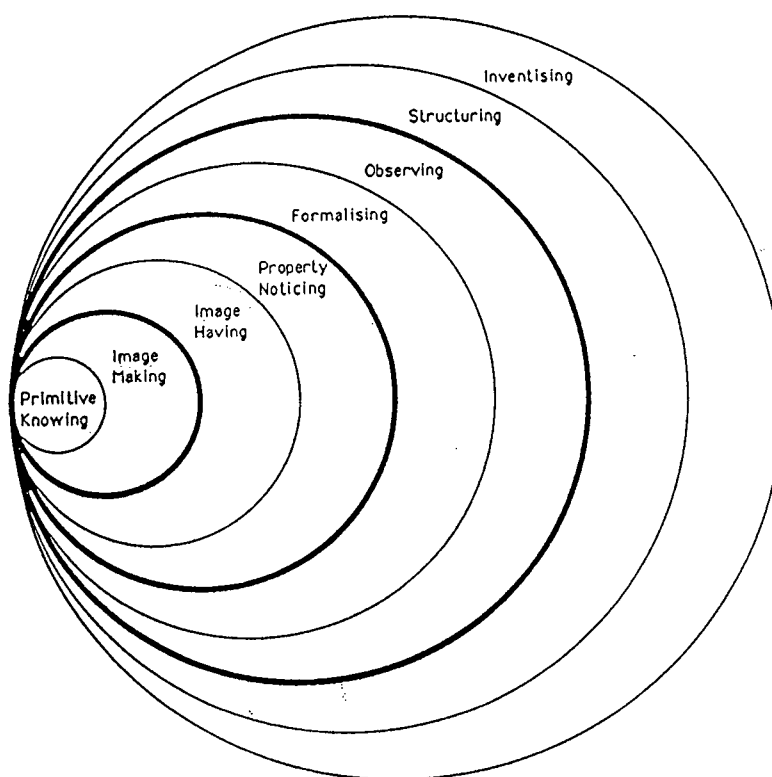 Inventising
Structuring
Observing
Formalising
Property
Noticing
Image
Having
Image
Making
Primitive
Knowing